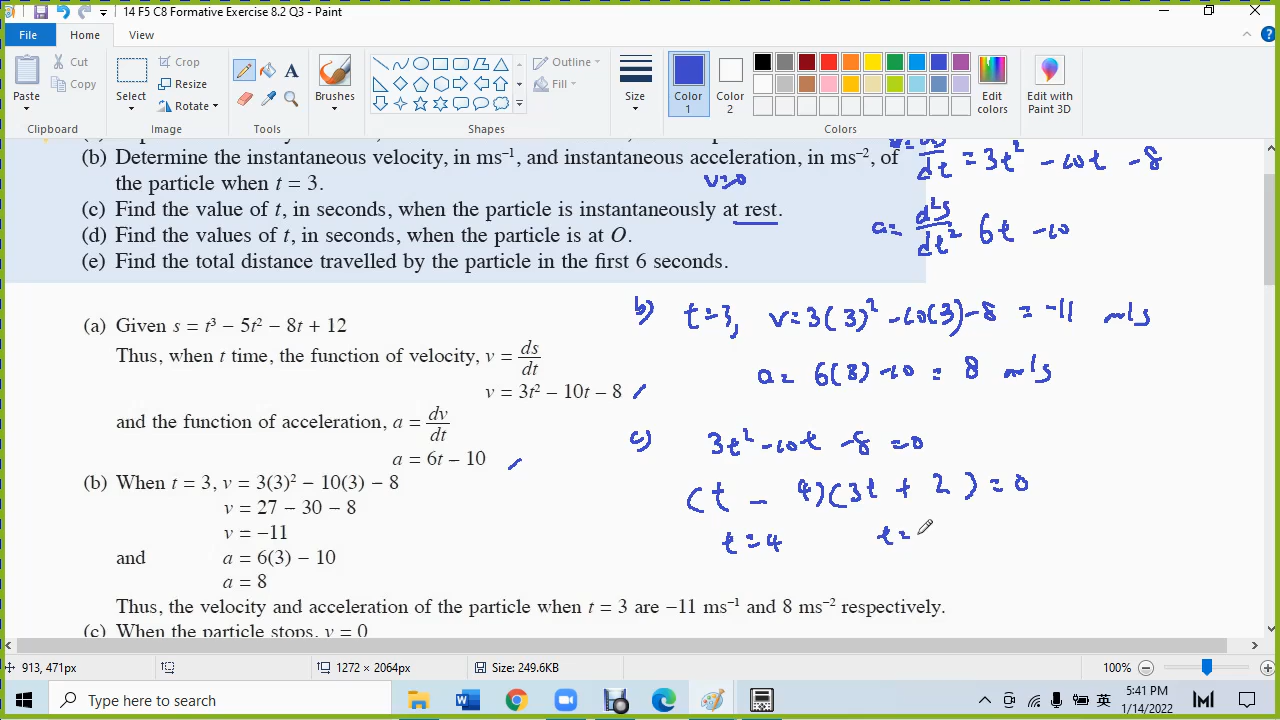 14 F5 C8 Formative Exercise 8.2 Q3 - Paint
File Home View
Paste Cut Copy Clipboard
Select Crop Resize Rotate Image
Tools
Brushes
Outline Fill Shapes
Size
Color 1 Color 2 Colors
Edit colors
Edit with Paint 3D
(b) Determine the instantaneous velocity, in ms⁻¹, and instantaneous acceleration, in ms⁻², of
the particle when t = 3.
v=0
(c) Find the value of t, in seconds, when the particle is instantaneously at rest.
(d) Find the values of t, in seconds, when the particle is at O.
(e) Find the total distance travelled by the particle in the first 6 seconds.
v = ds/dt = 3t² - 10t - 8
a = d²s/dt² 6t - 10
(a) Given s = t³ – 5t² – 8t + 12
Thus, when t time, the function of velocity, v = ds/dt
v = 3t² – 10t – 8
and the function of acceleration, a = dv/dt
a = 6t – 10
(b) When t = 3, v = 3(3)² – 10(3) – 8
v = 27 – 30 – 8
v = –11
and a = 6(3) – 10
a = 8
Thus, the velocity and acceleration of the particle when t = 3 are –11 ms⁻¹ and 8 ms⁻² respectively.
(c) When the particle stops, v = 0
b) t=3, v=3(3)² -10(3)-8 = -11 m/s
a= 6(3) -10 = 8 m/s
c) 3t² -10t -8 =0
(t - 4)(3t + 2) = 0
t = 4 t =
913, 471px 1272 × 2064px Size: 249.6KB 100%
Type here to search
英
5:41 PM
1/14/2022